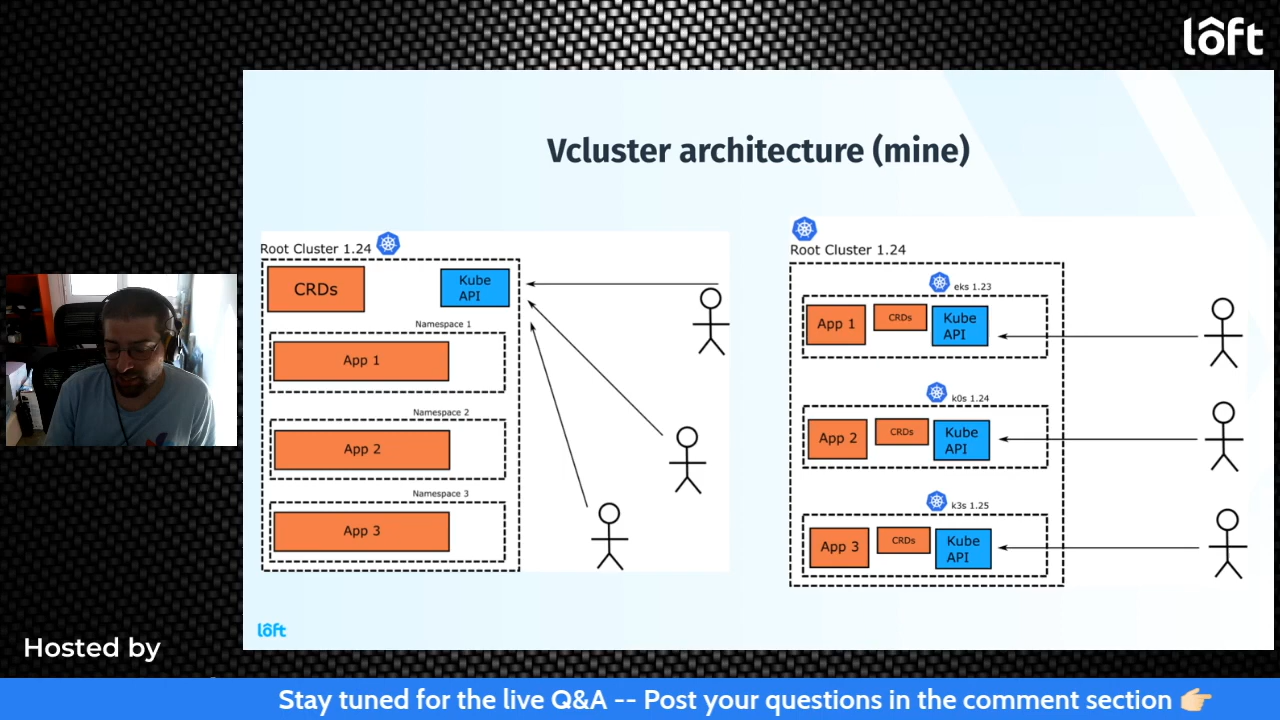 lôft
Vcluster architecture (mine)
Root Cluster 1.24
CRDs
Kube
API
Namespace 1
App 1
Namespace 2
App 2
Namespace 3
App 3
Root Cluster 1.24
eks 1.23
App 1
CRDs
Kube
API
k0s 1.24
App 2
CRDs
Kube
API
k3s 1.25
App 3
CRDs
Kube
API
lôft
Hosted by
Stay tuned for the live Q&A -- Post your questions in the comment section 👉🏻